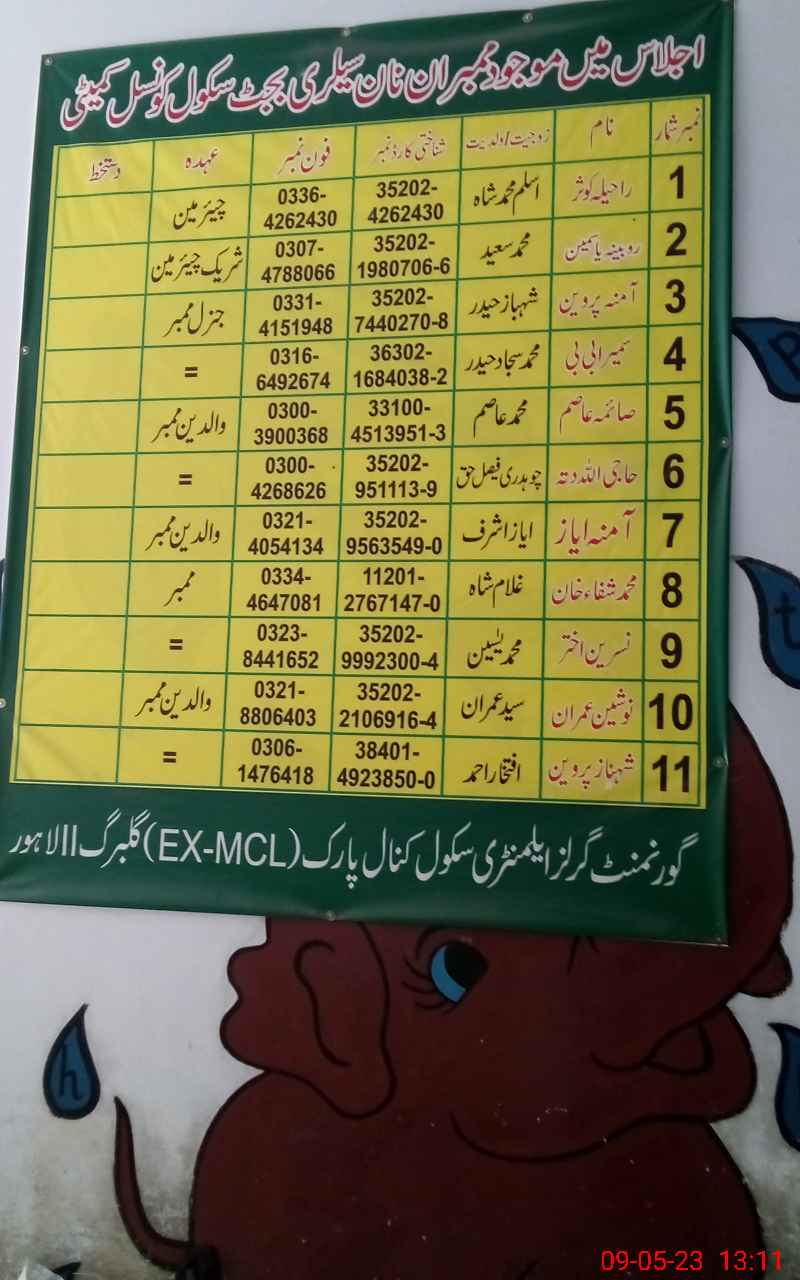 اجلاس میں موجود ممبران نان سیلری بجٹ سکول کونسل کمیٹی
نمبر شمار نام زوجیت/ولدیت شناختی کارڈ نمبر فون نمبر عہدہ دستخط
1 راحیلہ کوثر اسلم محمد شاہ 35202-4262430 0336-4262430 چیئر مین
2 روبینہ یاسمین محمد سعید 35202-1980706-6 0307-4788066 شریک چیئر مین
3 آمنہ پروین شہباز حیدر 35202-7440270-8 0331-4151948 جنرل ممبر
4 سمیرا بی بی محمد سجاد حیدر 36302-1684038-2 0316-6492674 =
5 صائمہ عاصم محمد عاصم 33100-4513951-3 0300-3900368 والدین ممبر
6 حاجی اللہ دتہ چوہدری فیصل حق 35202-951113-9 0300-4268626 =
7 آمنہ ایاز ایاز اشرف 35202-9563549-0 0321-4054134 والدین ممبر
8 محمد شفاء خان غلام شاہ 11201-2767147-0 0334-4647081 ممبر
9 نسرین اختر محمد یٰسین 35202-9992300-4 0323-8441652 =
10 نوشین عمران سید عمران 35202-2106916-4 0321-8806403 والدین ممبر
11 شہناز پروین افتخار احمد 38401-4923850-0 0306-1476418 =
گورنمنٹ گرلز ایلمنٹری سکول کنال پارک (EX-MCL) گلبرگ II لاہور
P
t
h
09-05-23 13:11